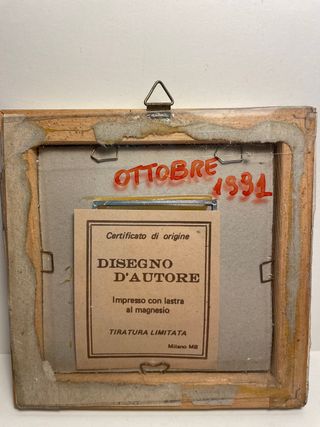 OTTOBRE
1991
Certificato di origine
DISEGNO
D'AUTORE
Impresso con lastra
al magnesio
TIRATURA LIMITATA
Milano MB